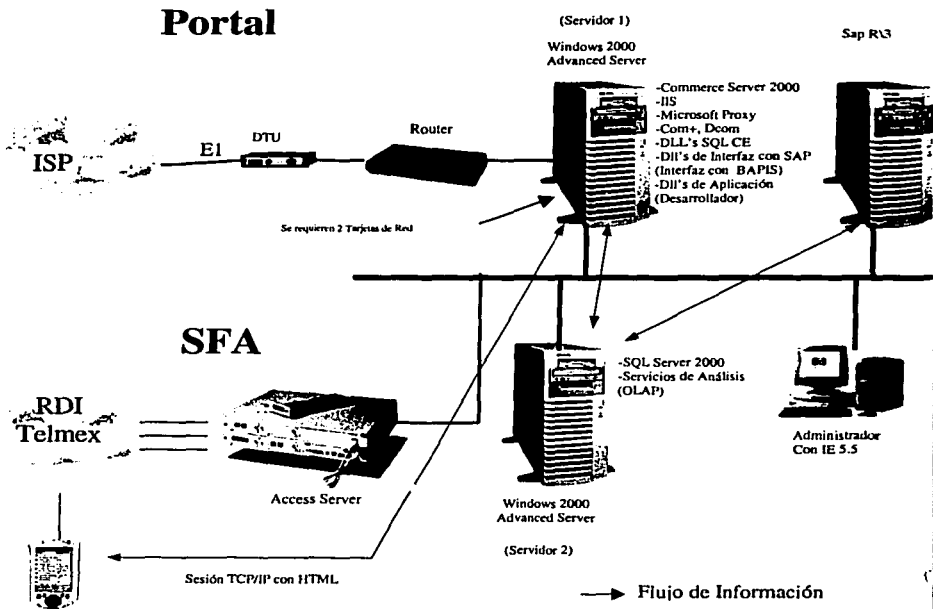 Portal
(Servidor 1)
Windows 2000
Advanced Server
Sap R\3
-Commerce Server 2000
-IIS
-Microsoft Proxy
-Com+, Dcom
-DLL's SQL CE
-Dll's de Interfaz con SAP
(Interfaz con BAPIS)
-Dll's de Aplicación
(Desarrollador)
ISP
E1
DTU
Router
Se requieren 2 Tarjetas de Red
SFA
-SQL Server 2000
-Servicios de Análisis
(OLAP)
RDI
Telmex
Access Server
Administrador
Con IE 5.5
Windows 2000
Advanced Server
(Servidor 2)
Sesión TCP/IP con HTML
Flujo de Información